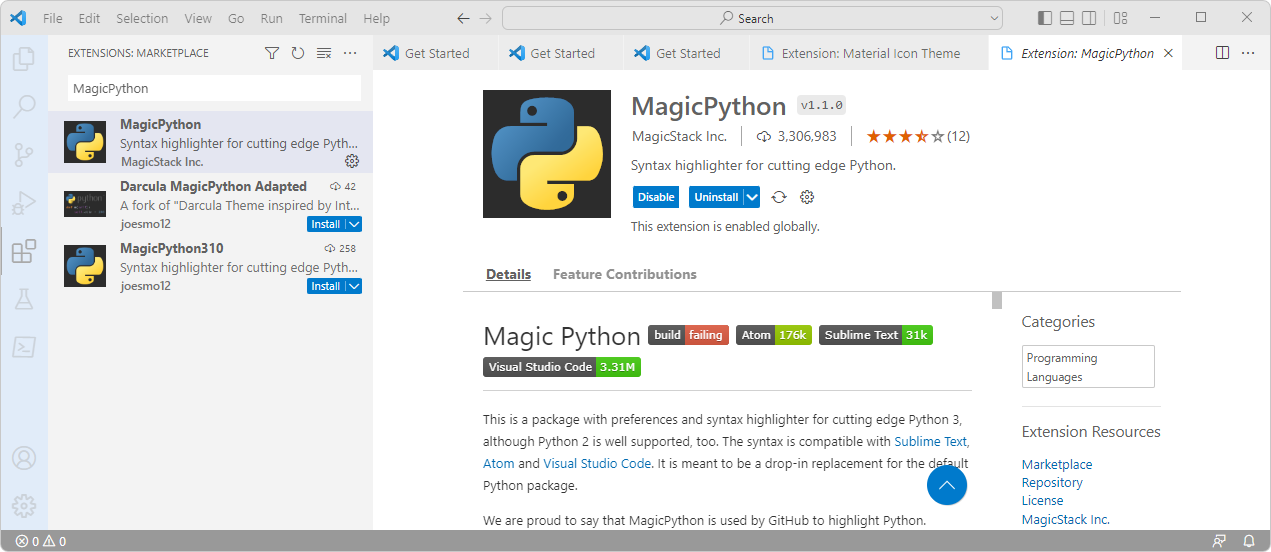 File Edit Selection View Go Run Terminal Help Search
EXTENSIONS: MARKETPLACE
Get Started Get Started Get Started Extension: Material Icon Theme Extension: MagicPython
MagicPython
MagicPython
Syntax highlighter for cutting edge Pyth...
MagicStack Inc.
Darcula MagicPython Adapted 42
A fork of "Darcula Theme inspired by Int...
joesmo12 Install
MagicPython310 258
Syntax highlighter for cutting edge Pyth...
joesmo12 Install
MagicPython v1.1.0
MagicStack Inc. 3,306,983 (12)
Syntax highlighter for cutting edge Python.
Disable Uninstall
This extension is enabled globally.
Details Feature Contributions
Magic Python build failing Atom 176k Sublime Text 31k
Visual Studio Code 3.31M
This is a package with preferences and syntax highlighter for cutting edge Python 3,
although Python 2 is well supported, too. The syntax is compatible with Sublime Text,
Atom and Visual Studio Code. It is meant to be a drop-in replacement for the default
Python package.
We are proud to say that MagicPython is used by GitHub to highlight Python.
Categories
Programming
Languages
Extension Resources
Marketplace
Repository
License
MagicStack Inc.
0 0